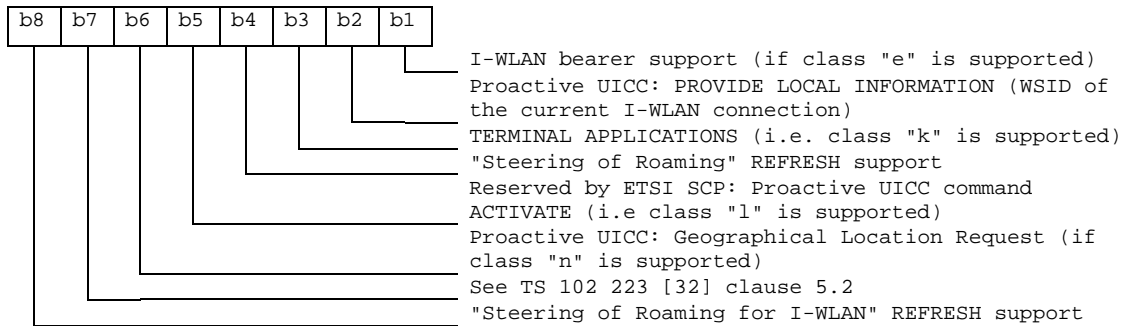 b8 b7 b6 b5 b4 b3 b2 b1
I-WLAN bearer support (if class "e" is supported)
Proactive UICC: PROVIDE LOCAL INFORMATION (WSID of
the current I-WLAN connection)
TERMINAL APPLICATIONS (i.e. class "k" is supported)
"Steering of Roaming" REFRESH support
Reserved by ETSI SCP: Proactive UICC command
ACTIVATE (i.e class "l" is supported)
Proactive UICC: Geographical Location Request (if
class "n" is supported)
See TS 102 223 [32] clause 5.2
"Steering of Roaming for I-WLAN" REFRESH support